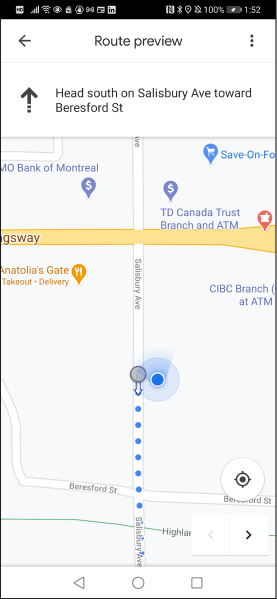 100% 1:52
Route preview
Head south on Salisbury Ave toward
Beresford St
ve
Save-On-Fo
MO Bank of Montreal
TD Canada Trust
Branch and ATM
gsway
Anatolia's Gate
Takeout • Delivery
Salisbury Ave
CIBC Branch (
at ATM
Beresford St
Beresford St
Highlan
Salisbury Ave